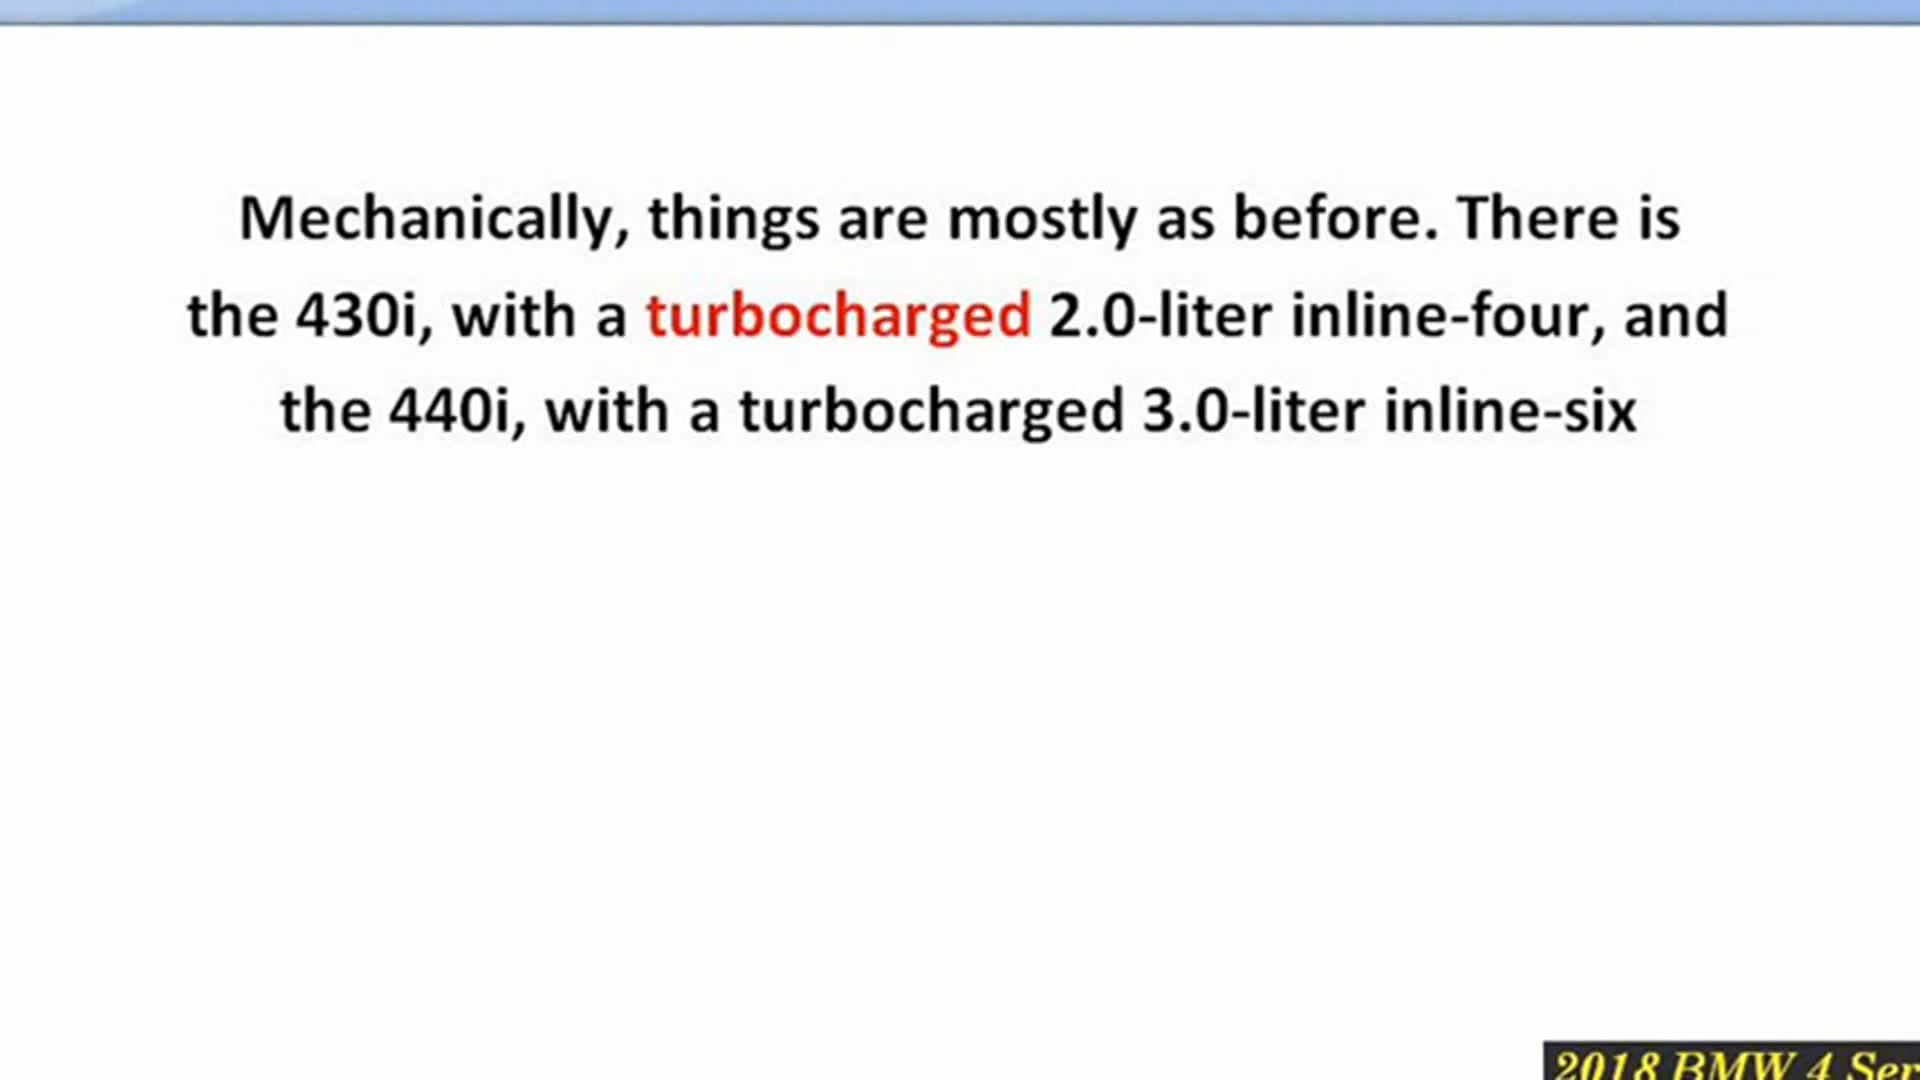 Mechanically, things are mostly as before. There is
the 430i, with a turbocharged 2.0-liter inline-four, and
the 440i, with a turbocharged 3.0-liter inline-six
2018 BMW 4 Ser